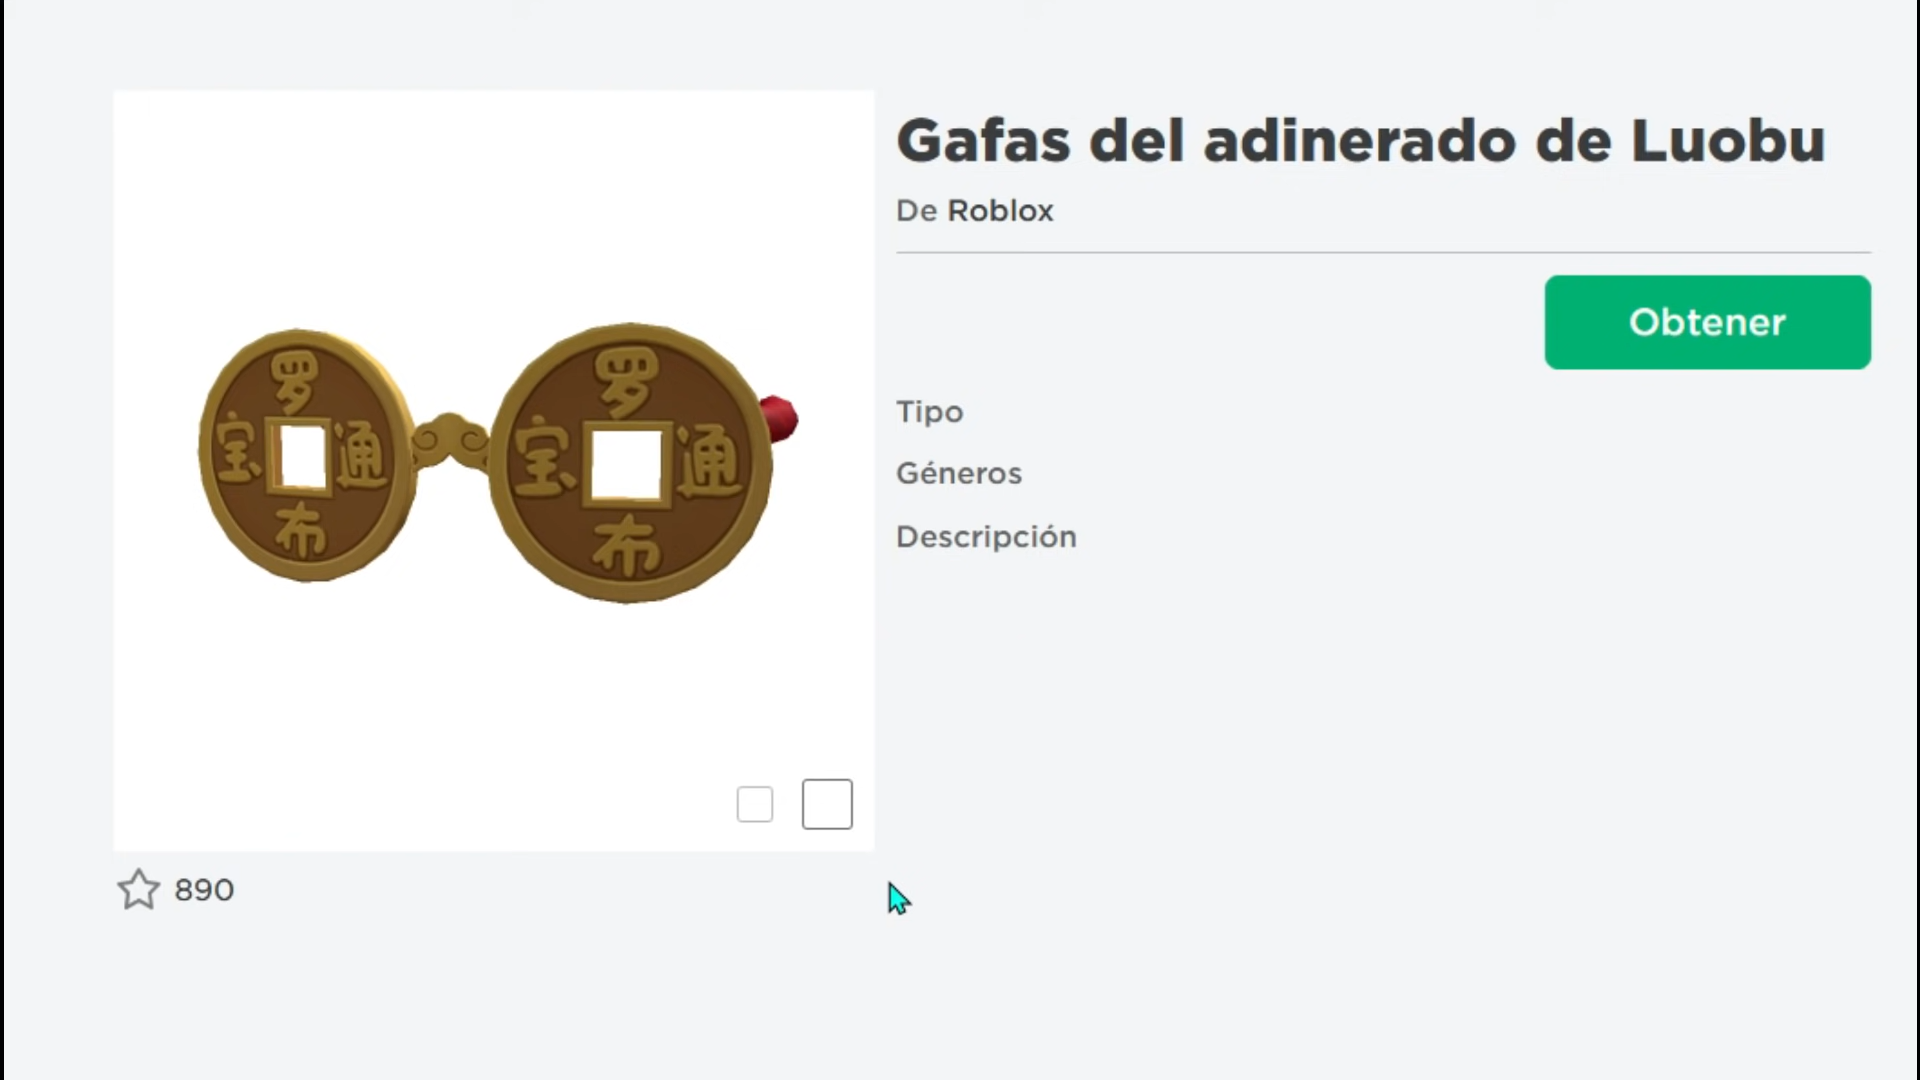 Gafas del adinerado de Luobu
De Roblox
Obtener
Tipo
Géneros
Descripción
罗
宝 通
布
罗
宝 通
布
890